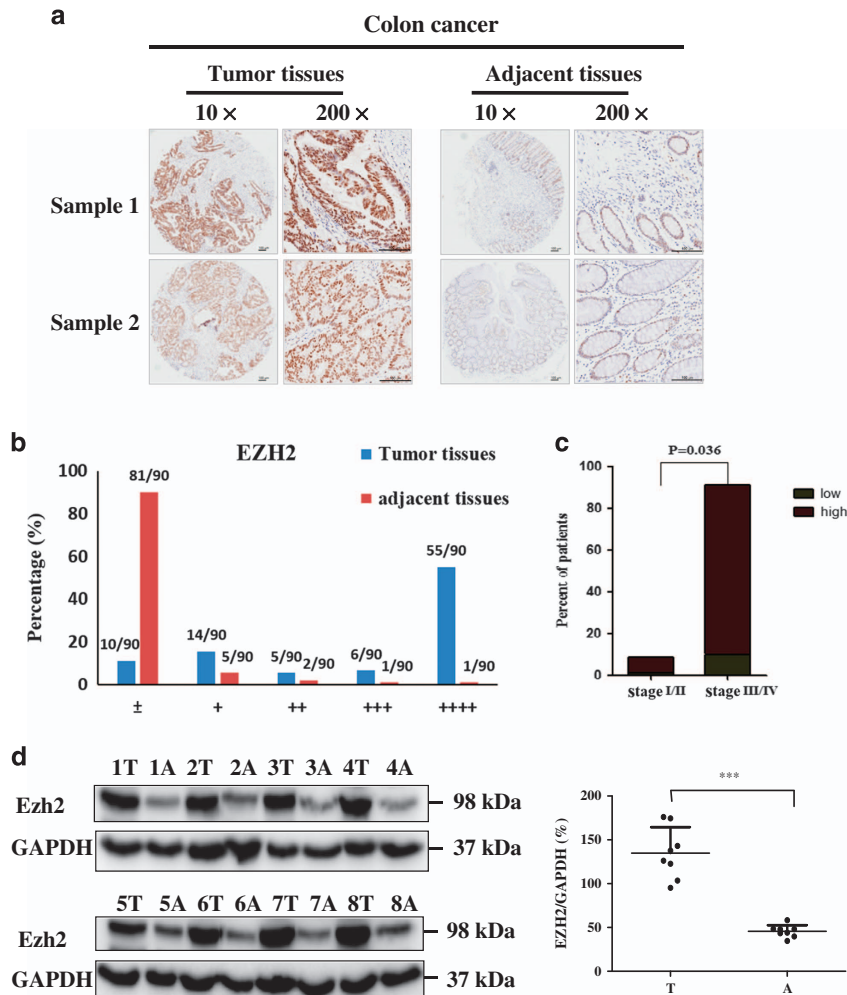 a
Colon cancer
Tumor tissues Adjacent tissues
10 × 200 × 10 × 200 ×
Sample 1
Sample 2
b
EZH2
Tumor tissues
adjacent tissues
Percentage (%)
100
80
60
40
20
0
10/90 81/90 14/90 5/90 5/90 2/90 6/90 1/90 55/90 1/90
± + ++ +++ ++++
c
P=0.036
low
high
Percent of patients
100
80
60
40
20
0
stage I/II stage III/IV
d
1T 1A 2T 2A 3T 3A 4T 4A
Ezh2 98 kDa
GAPDH 37 kDa
5T 5A 6T 6A 7T 7A 8T 8A
Ezh2 98 kDa
GAPDH 37 kDa
***
EZH2/GAPDH (%)
200
150
100
50
0
T A